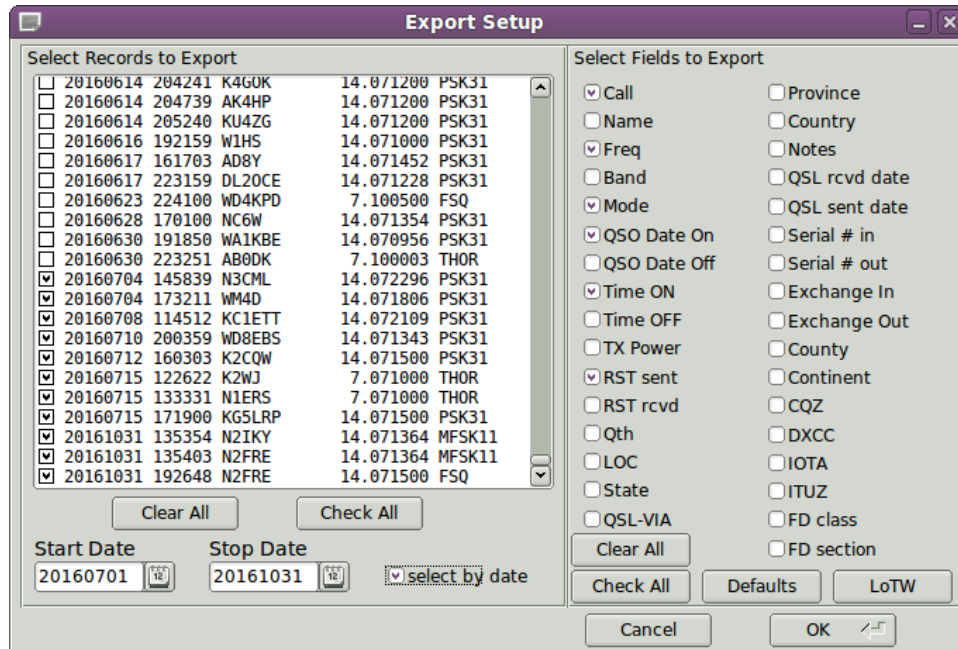 Export Setup
Select Records to Export
20160614 204241 K4GOK 14.071200 PSK31
20160614 204739 AK4HP 14.071200 PSK31
20160614 205240 KU4ZG 14.071200 PSK31
20160616 192159 W1HS 14.071000 PSK31
20160617 161703 AD8Y 14.071452 PSK31
20160617 223159 DL2OCE 14.071228 PSK31
20160623 224100 WD4KPD 7.100500 FSQ
20160628 170100 NC6W 14.071354 PSK31
20160630 191850 WA1KBE 14.070956 PSK31
20160630 223251 AB0DK 7.100003 THOR
20160704 145839 N3CML 14.072296 PSK31
20160704 173211 WM4D 14.071806 PSK31
20160708 114512 KC1ETT 14.072109 PSK31
20160710 200359 WD8EBS 14.071343 PSK31
20160712 160303 K2CQW 14.071500 PSK31
20160715 122622 K2WJ 7.071000 THOR
20160715 133331 N1ERS 7.071000 THOR
20160715 171900 KG5LRP 14.071500 PSK31
20161031 135354 N2IKY 14.071364 MFSK11
20161031 135403 N2FRE 14.071364 MFSK11
20161031 192648 N2FRE 14.071500 FSQ
Clear All Check All
Start Date Stop Date
20160701 12 20161031 12 select by date
Select Fields to Export
Call Province
Name Country
Freq Notes
Band QSL rcvd date
Mode QSL sent date
QSO Date On Serial # in
QSO Date Off Serial # out
Time ON Exchange In
Time OFF Exchange Out
TX Power County
RST sent Continent
RST rcvd CQZ
Qth DXCC
LOC IOTA
State ITUZ
QSL-VIA FD class
Clear All FD section
Check All Defaults LoTW
Cancel OK